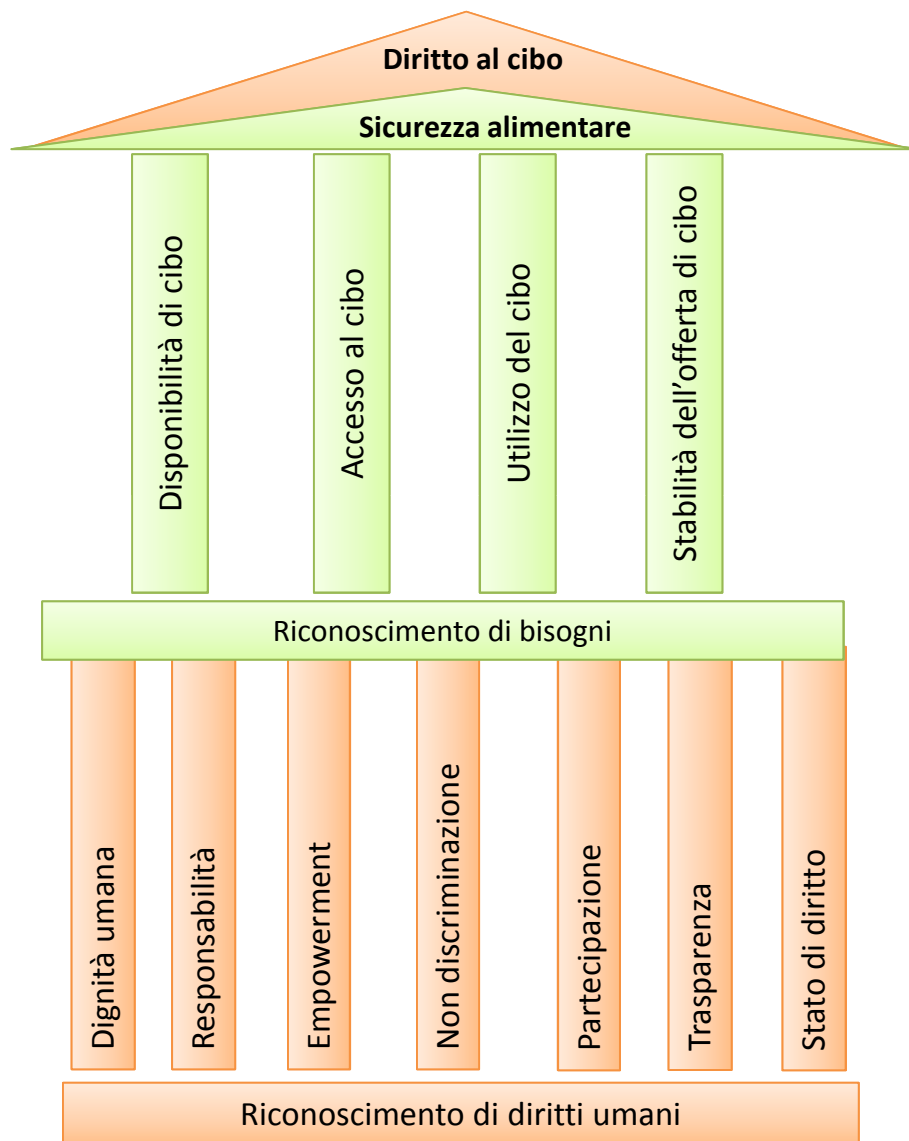 Diritto al cibo
Sicurezza alimentare
Disponibilità di cibo
Accesso al cibo
Utilizzo del cibo
Stabilità dell’offerta di cibo
Riconoscimento di bisogni
Dignità umana
Responsabilità
Empowerment
Non discriminazione
Partecipazione
Trasparenza
Stato di diritto
Riconoscimento di diritti umani